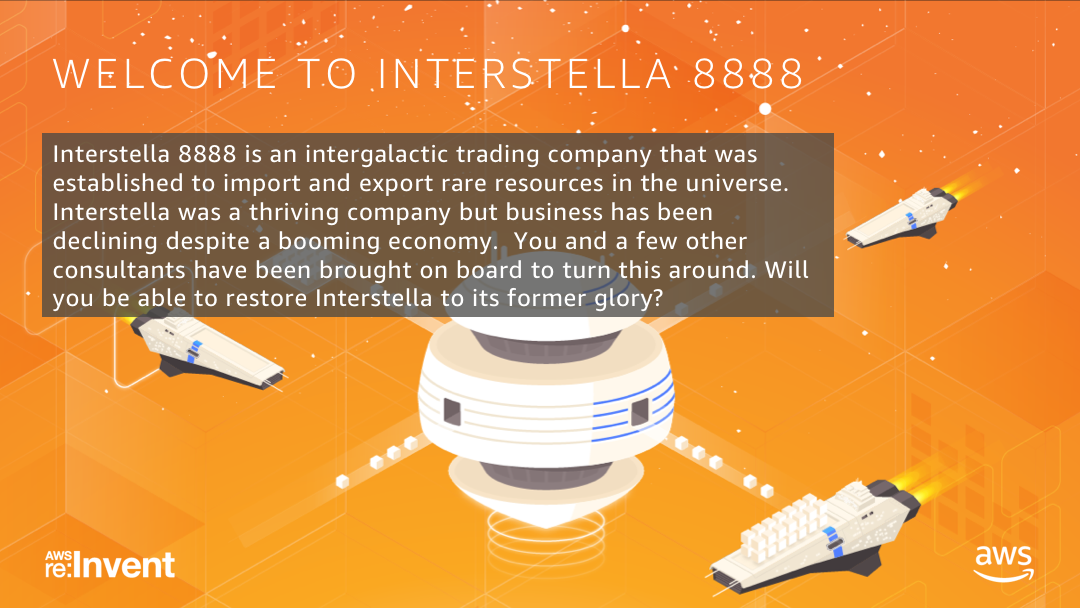 WELCOME TO INTERSTELLA 8888
Interstella 8888 is an intergalactic trading company that was
established to import and export rare resources in the universe.
Interstella was a thriving company but business has been
declining despite a booming economy.  You and a few other
consultants have been brought on board to turn this around. Will
you be able to restore Interstella to its former glory?
AWS
re:Invent
aws